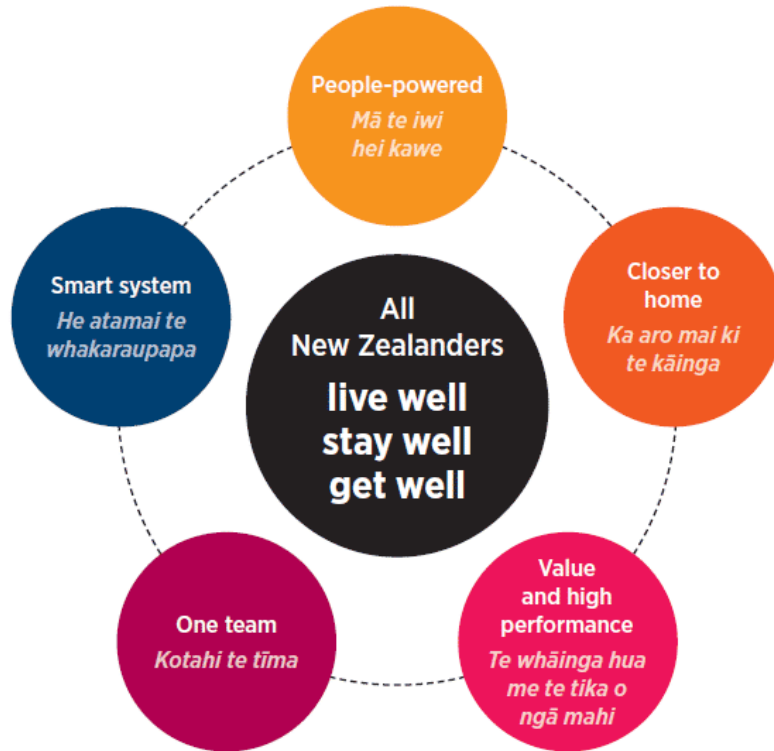 People-powered
Mā te iwi
hei kawe
Closer to
home
Ka aro mai ki
te kāinga
Value
and high
performance
Te whāinga hua
me te tika o
ngā mahi
One team
Kotahi te tīma
Smart system
He atamai te
whakaraupapa
All
New Zealanders
live well
stay well
get well